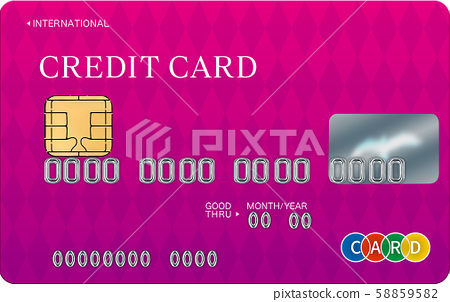 INTERNATIONAL
CREDIT CARD
PIXTA
0000 0000 0000 0000
GOOD THRU MONTH/YEAR
00 00
00000000 0000
CARD
pixta.jp - 58859582